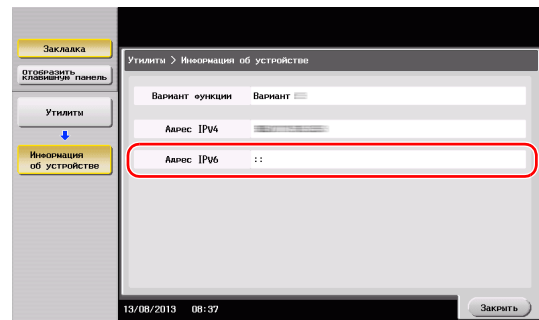 Закладка
Утилиты > Информация об устройстве
Отобразить
клавишную панель
Вариант функции Вариант
Утилиты
Адрес IPv4
Информация
об устройстве
Адрес IPv6 ::
13/08/2013 08:37
Закрыть